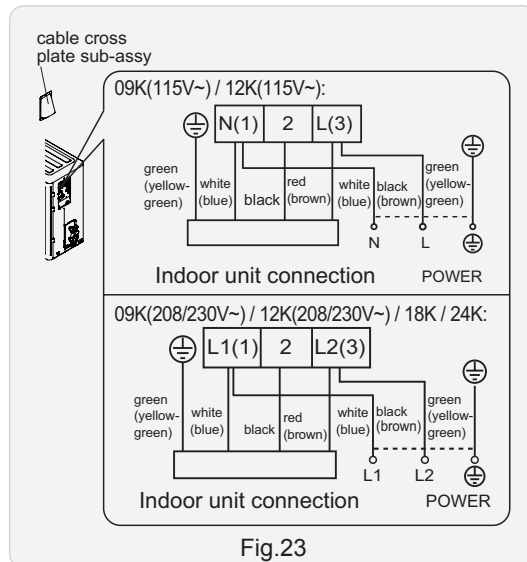 cable cross
plate sub-assy
09K(115V~) / 12K(115V~):
N(1) 2 L(3)
green
(yellow-
green)
white
(blue)
black
red
(brown)
white
(blue)
black
(brown)
green
(yellow-
green)
N L
Indoor unit connection POWER
09K(208/230V~) / 12K(208/230V~) / 18K / 24K:
L1(1) 2 L2(3)
green
(yellow-
green)
white
(blue)
black
red
(brown)
white
(blue)
black
(brown)
green
(yellow-
green)
L1 L2
Indoor unit connection POWER
Fig.23